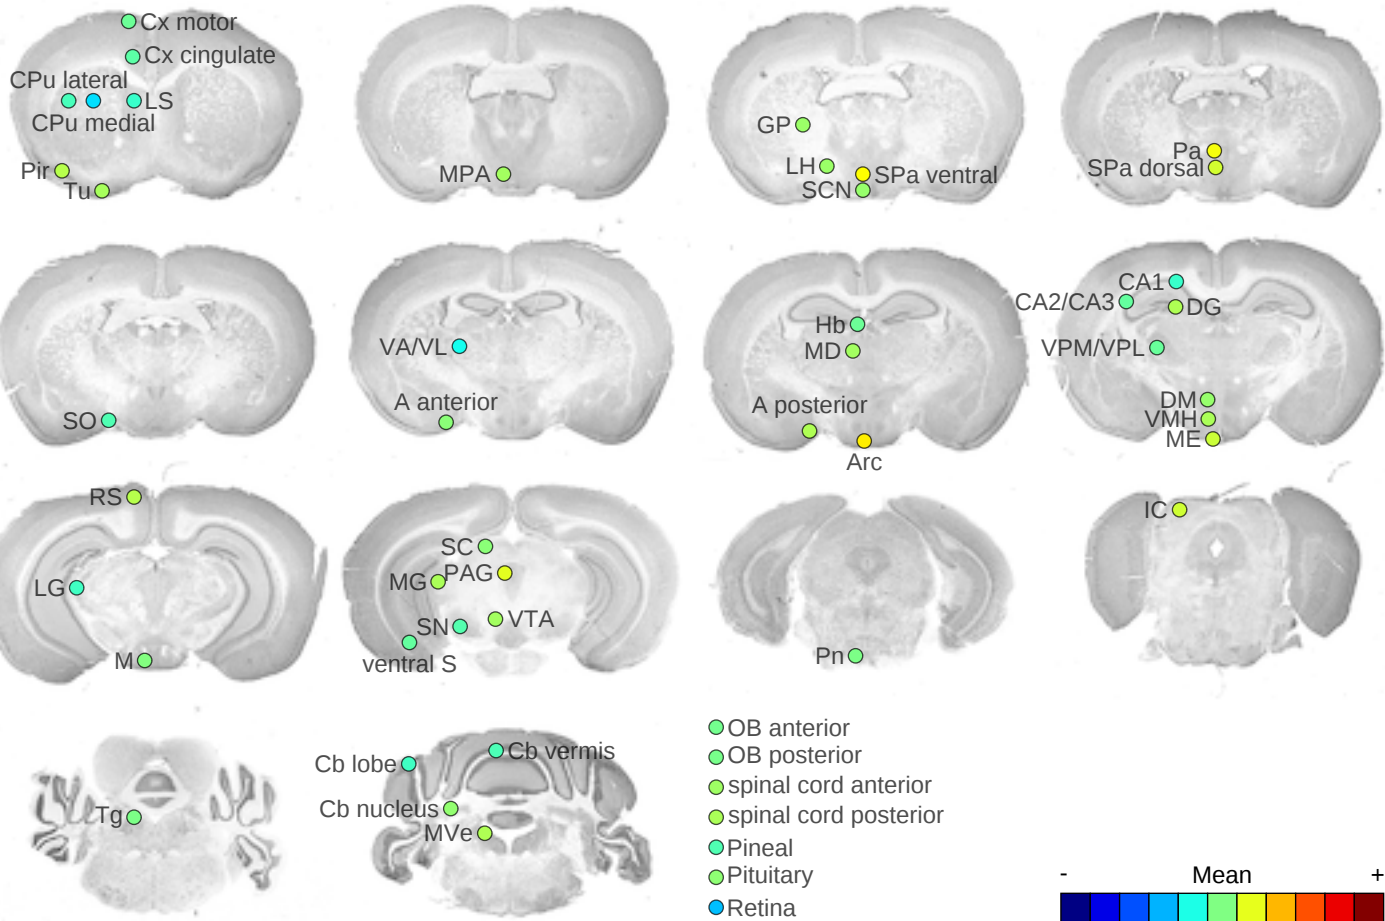 Cx motor
Cx cingulate
CPu lateral
LS
CPu medial
Pir
Tu
MPA
GP
LH
SPa ventral
SCN
Pa
SPa dorsal
SO
VA/VL
A anterior
Hb
MD
A posterior
Arc
CA1
CA2/CA3
DG
VPM/VPL
DM
VMH
ME
RS
LG
M
SC
MG
PAG
SN
VTA
ventral S
Pn
IC
Tg
Cb lobe
Cb vermis
Cb nucleus
MVe
OB anterior
OB posterior
spinal cord anterior
spinal cord posterior
Pineal
Pituitary
Retina
- Mean +